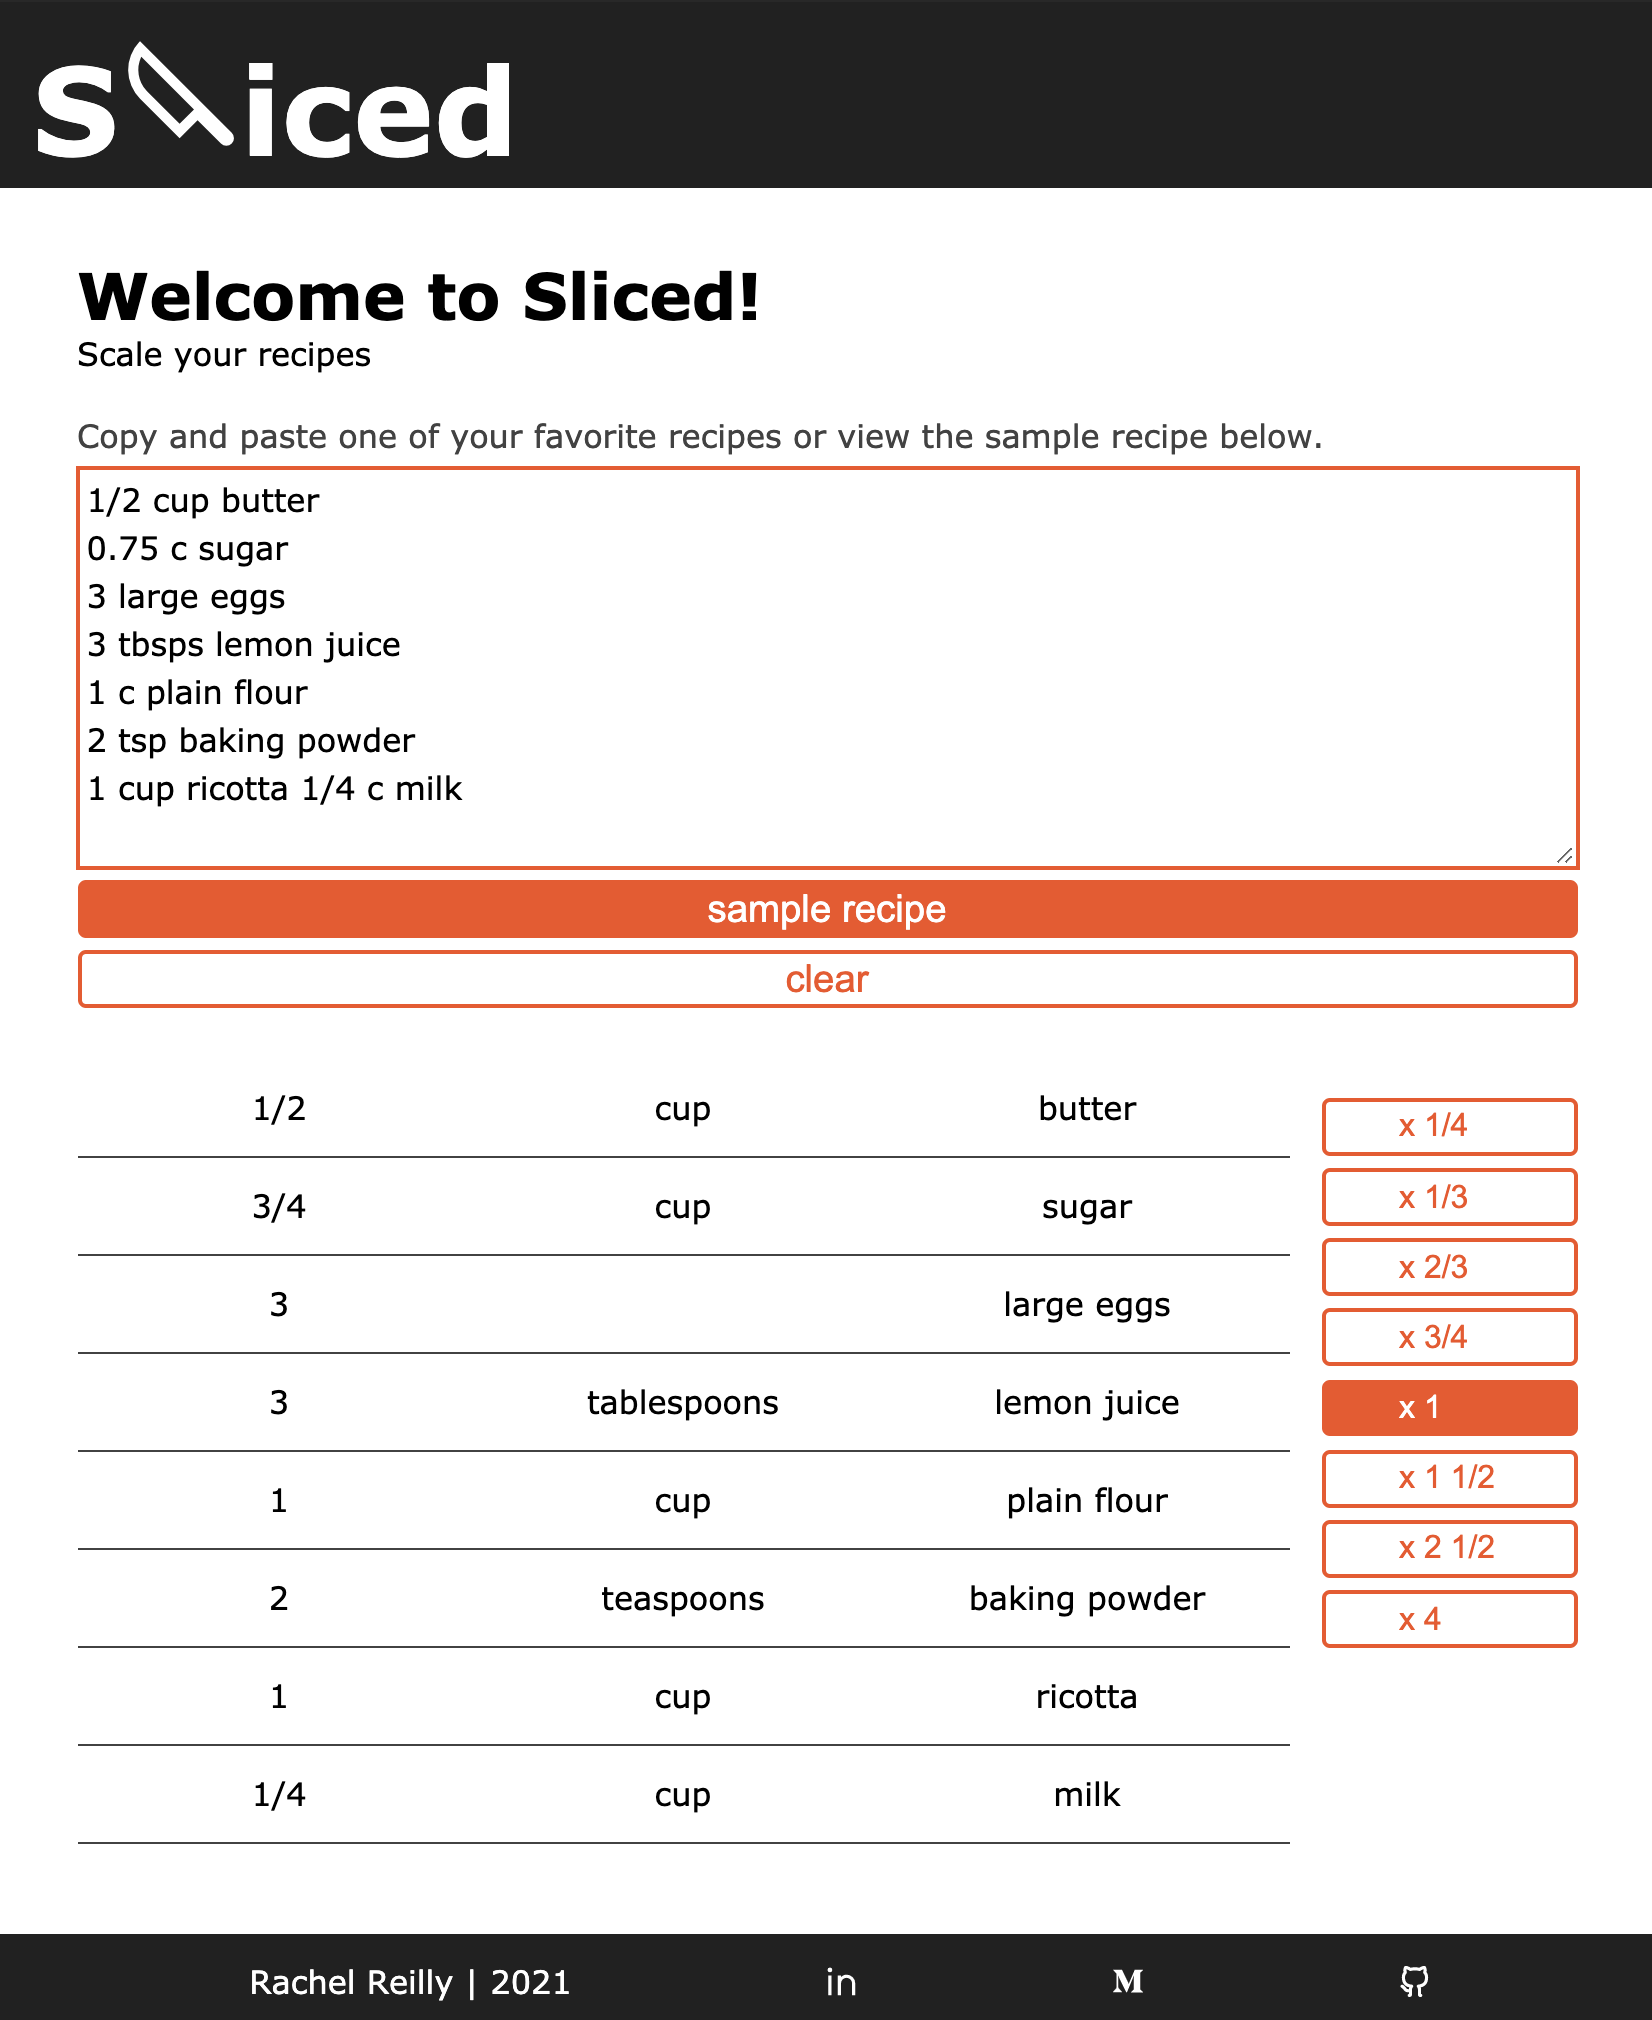 Sliced
Welcome to Sliced!
Scale your recipes
Copy and paste one of your favorite recipes or view the sample recipe below.
1/2 cup butter
0.75 c sugar
3 large eggs
3 tbsps lemon juice
1 c plain flour
2 tsp baking powder
1 cup ricotta 1/4 c milk
sample recipe
clear
1/2 cup butter
3/4 cup sugar
3 large eggs
3 tablespoons lemon juice
1 cup plain flour
2 teaspoons baking powder
1 cup ricotta
1/4 cup milk
x 1/4
x 1/3
x 2/3
x 3/4
x 1
x 1 1/2
x 2 1/2
x 4
Rachel Reilly | 2021 in M